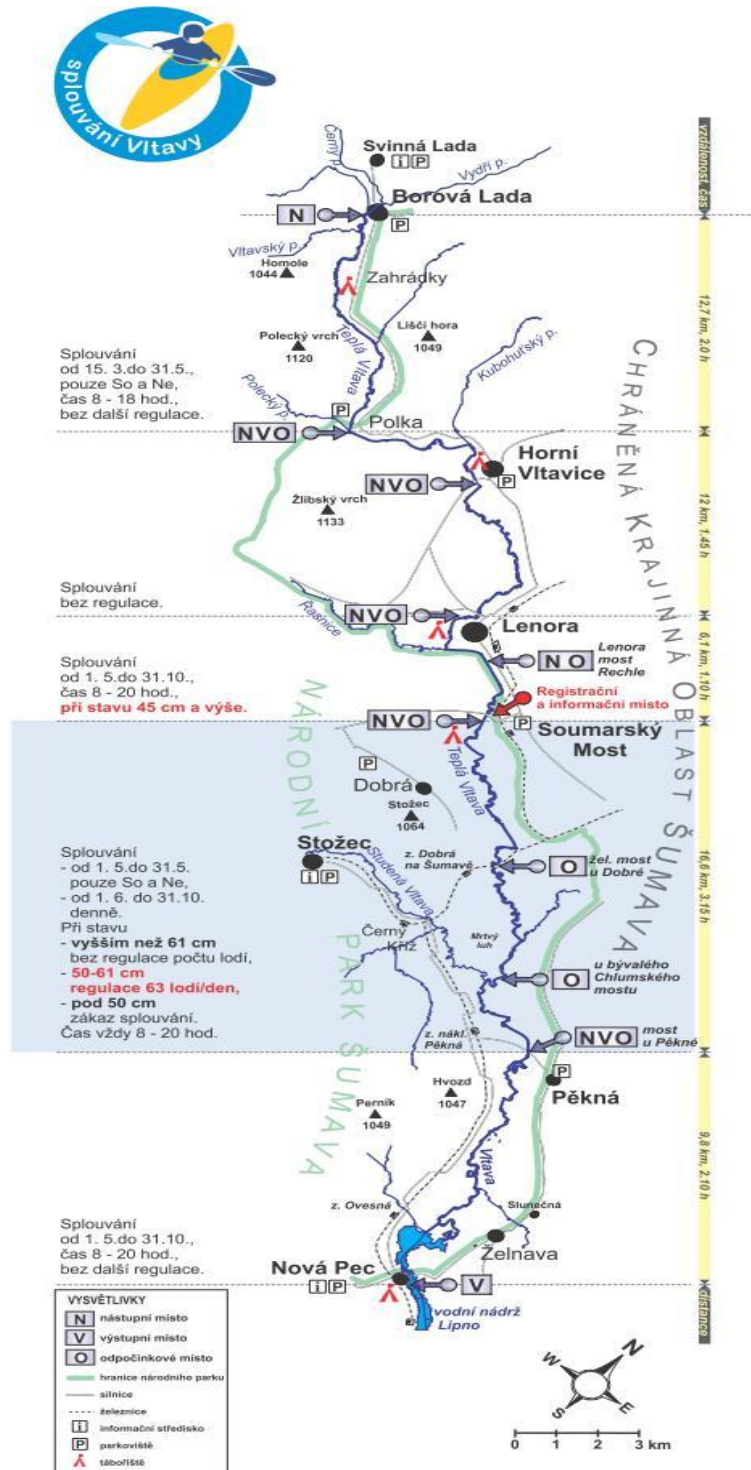 splouvání Vltavy
vzdálenost, čas
Černý p.
Svinná Lada
i P
Vydří p.
Borová Lada
N
P
Vltavský p.
Homole
1044
Zahrádky
12,7 km, 2.0 h
Polecký vrch
1120
Teplá Vltava
Liščí hora
1049
Kubohuťský p.
CHRÁNĚNÁ KRAJINNÁ OBLAST ŠUMAVA
Splouvání
od 15. 3.do 31.5.,
pouze So a Ne,
čas 8 - 18 hod.,
bez další regulace.
Polecký p.
P
Polka
NVO
Horní
Vltavice
P
NVO
Žlibský vrch
1133
12 km, 1.45 h
Splouvání
bez regulace.
NVO
Řasnice
Lenora
N O
Lenora
most
Rechle
6,1 km, 1.10 h
Splouvání
od 1. 5.do 31.10.,
čas 8 - 20 hod.,
při stavu 45 cm a výše.
Registrační
a informační místo
NVO
P
Soumarský
Most
NÁRODNÍ PARK ŠUMAVA
P
Dobrá
Teplá Vltava
Stožec
1064
Stožec
i P
Studená Vltava
z. Dobrá
na Šumavě
O
žel. most
u Dobré
16,6 km, 3.15 h
Splouvání
- od 1. 5.do 31.5.
pouze So a Ne,
- od 1. 6. do 31.10.
denně.
Při stavu
- vyšším než 61 cm
bez regulace počtu lodí,
- 50-61 cm
regulace 63 lodí/den,
- pod 50 cm
zákaz splouvání.
Čas vždy 8 - 20 hod.
Černý
Kříž
Mrtvý
luh
O
u bývalého
Chlumského
mostu
z. nákl.
Pěkná
NVO
most
u Pěkné
P
Pěkná
Hvozd
1047
Perník
1049
Vltava
9,8 km, 2.10 h
z. Ovesná
Slunečná
Želnava
Splouvání
od 1. 5.do 31.10.,
čas 8 - 20 hod.,
bez další regulace.
Nová Pec
i P
V
vodní nádrž
Lipno
distance
VYSVĚTLIVKY
N nástupní místo
V výstupní místo
O odpočinkové místo
hranice národního parku
silnice
železnice
i informační středisko
P parkoviště
tábořiště
W N
S E
0 1 2 3 km